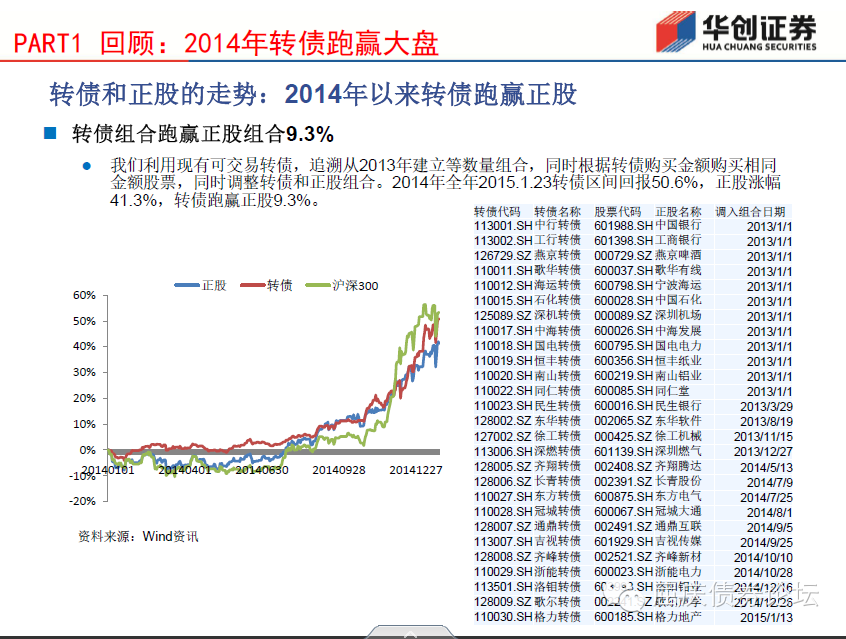 PART1 回顾：2014年转债跑赢大盘
华创证券
HUA CHUANG SECURITIES
转债和正股的走势：2014年以来转债跑赢正股
转债组合跑赢正股组合9.3%
我们利用现有可交易转债，追溯从2013年建立等数量组合，同时根据转债购买金额购买相同
金额股票，同时调整转债和正股组合。2014年全年2015.1.23转债区间回报50.6%，正股涨幅
41.3%，转债跑赢正股9.3%。
正股 转债 沪深300
60%
50%
40%
30%
20%
10%
0%
-10%
-20%
20140101 20140401 20140630 20140928 20141227
资料来源：Wind资讯
转债代码 转债名称 股票代码 正股名称 调入组合日期
113001.SH 中行转债 601988.SH 中国银行 2013/1/1
113002.SH 工行转债 601398.SH 工商银行 2013/1/1
126729.SZ 燕京转债 000729.SZ 燕京啤酒 2013/1/1
110011.SH 歌华转债 600037.SH 歌华有线 2013/1/1
110012.SH 海运转债 600798.SH 宁波海运 2013/1/1
110015.SH 石化转债 600028.SH 中国石化 2013/1/1
125089.SZ 深机转债 000089.SZ 深圳机场 2013/1/1
110017.SH 中海转债 600026.SH 中海发展 2013/1/1
110018.SH 国电转债 600795.SH 国电电力 2013/1/1
110019.SH 恒丰转债 600356.SH 恒丰纸业 2013/1/1
110020.SH 南山转债 600219.SH 南山铝业 2013/1/1
110022.SH 同仁转债 600085.SH 同仁堂 2013/1/1
110023.SH 民生转债 600016.SH 民生银行 2013/3/29
128002.SZ 东华转债 002065.SZ 东华软件 2013/8/19
127002.SZ 徐工转债 000425.SZ 徐工机械 2013/11/15
113006.SH 深燃转债 601139.SH 深圳燃气 2013/12/27
128005.SZ 齐翔转债 002408.SZ 齐翔腾达 2014/5/13
128006.SZ 长青转债 002391.SZ 长青股份 2014/7/9
110027.SH 东方转债 600875.SH 东方电气 2014/7/25
110028.SH 冠城转债 600067.SH 冠城大通 2014/8/1
128007.SZ 通鼎转债 002491.SZ 通鼎互联 2014/9/5
113007.SH 吉视转债 601929.SH 吉视传媒 2014/9/25
128008.SZ 齐峰转债 002521.SZ 齐峰新材 2014/10/10
110029.SH 浙能转债 600023.SH 浙能电力 2014/10/28
113501.SH 洛钼转债 2014/12/16
128009.SZ 歌尔转债 2014/12/26
110030.SH 格力转债 600185.SH 格力地产 2015/1/13